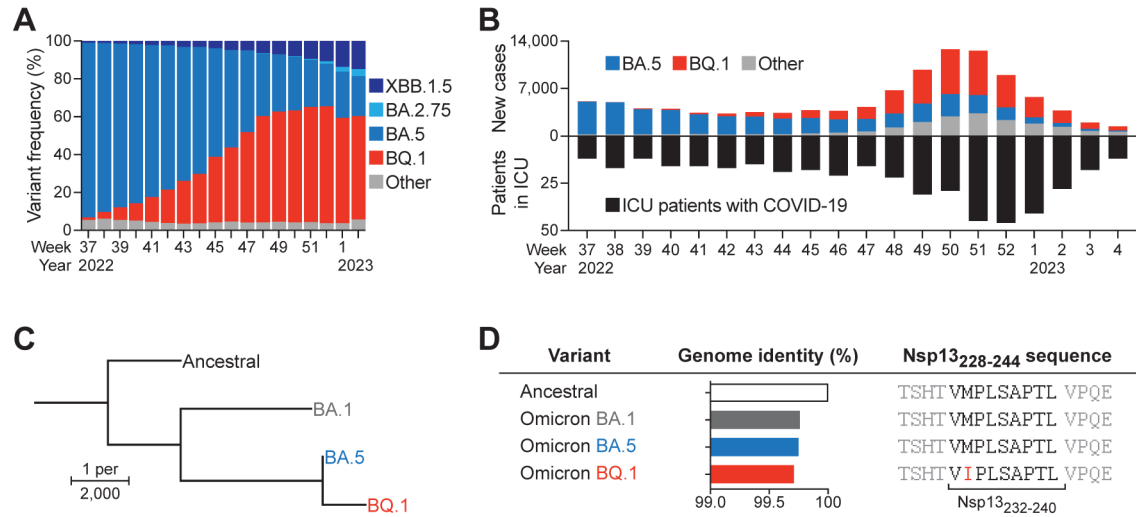 A
Variant frequency (%)
100
80
60
40
20
0
XBB.1.5
BA.2.75
BA.5
BQ.1
Other
Week 37 39 41 43 45 47 49 51 1
Year 2022 2023
B
New cases
14,000
7,000
0
BA.5 BQ.1 Other
Patients
in ICU
25
50
ICU patients with COVID-19
Week 37 38 39 40 41 42 43 44 45 46 47 48 49 50 51 52 1 2 3 4
Year 2022 2023
C
Ancestral
BA.1
BA.5
BQ.1
1 per
2,000
D
Variant Genome identity (%) Nsp13228-244 sequence
Ancestral TSHT VMPLSAPTL VPQE
Omicron BA.1 TSHT VMPLSAPTL VPQE
Omicron BA.5 TSHT VMPLSAPTL VPQE
Omicron BQ.1 TSHT VIPLSAPTL VPQE
99.0 99.5 100
Nsp13232-240